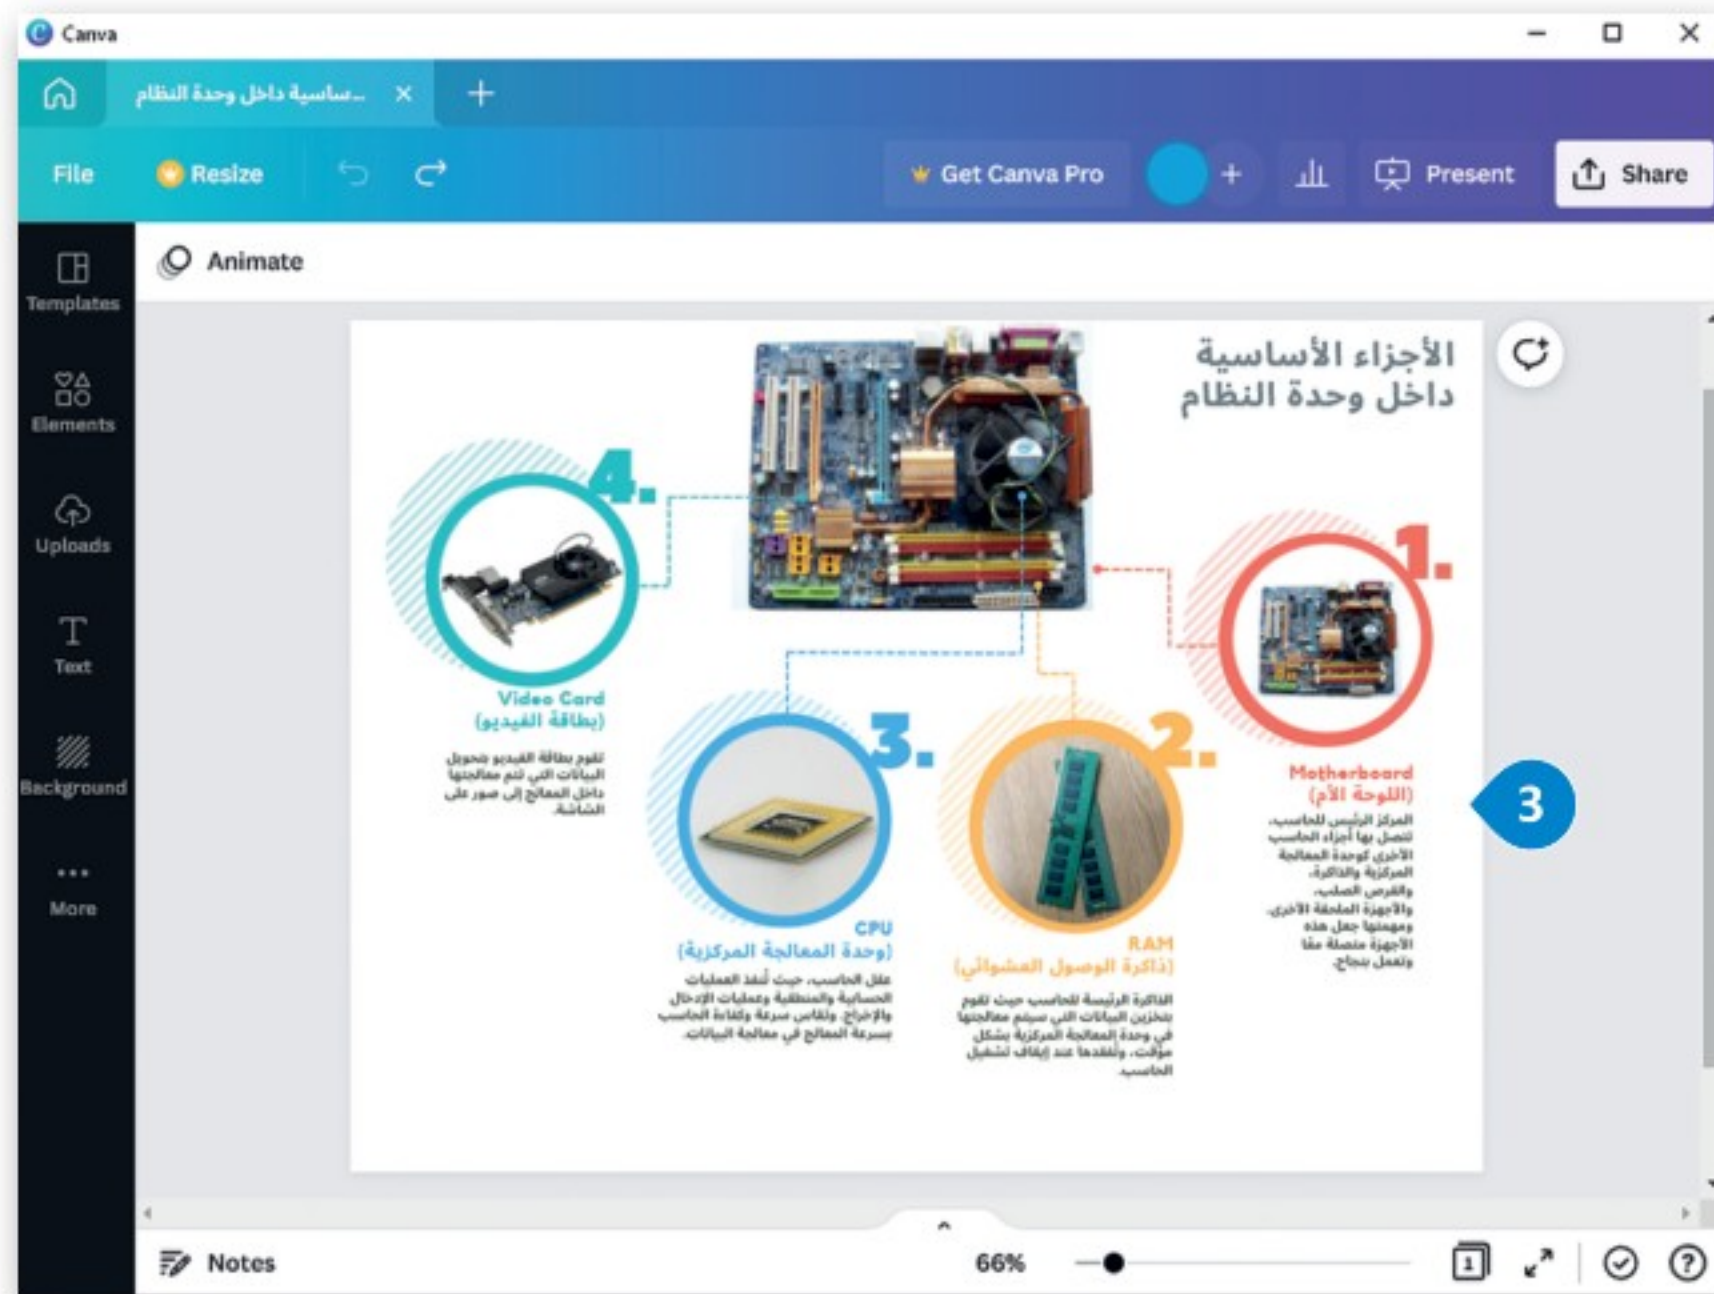 Canva
...ساسية داخل وحدة النظام
File
Resize
Get Canva Pro
Present
Share
Templates
Elements
Uploads
Text
Background
More
Animate
الأجزاء الأساسية
داخل وحدة النظام
1.
Motherboard
(اللوحة الأم)
المركز الرئيس للحاسب،
تتصل بها أجزاء الحاسب
الأخرى كوحدة المعالجة
المركزية والذاكرة،
والقرص الصلب،
والأجهزة الملحقة الأخرى،
ومهمتها جعل هذه
الأجهزة متصلة معًا
وتعمل بنجاح.
2.
RAM
(ذاكرة الوصول العشوائي)
الذاكرة الرئيسة للحاسب حيث تقوم
بتخزين البيانات التي سيتم معالجتها
في وحدة المعالجة المركزية بشكل
مؤقت، وتُفقدها عند إيقاف تشغيل
الحاسب.
3.
CPU
(وحدة المعالجة المركزية)
عقل الحاسب، حيث تُنفذ العمليات
الحسابية والمنطقية وعمليات الإدخال
والإخراج. وتقاس سرعة وكفاءة الحاسب
بسرعة المعالج في معالجة البيانات.
4.
Video Card
(بطاقة الفيديو)
تقوم بطاقة الفيديو بتحويل
البيانات التي تتم معالجتها
داخل المعالج إلى صور على
الشاشة.
3
Notes
66%
1